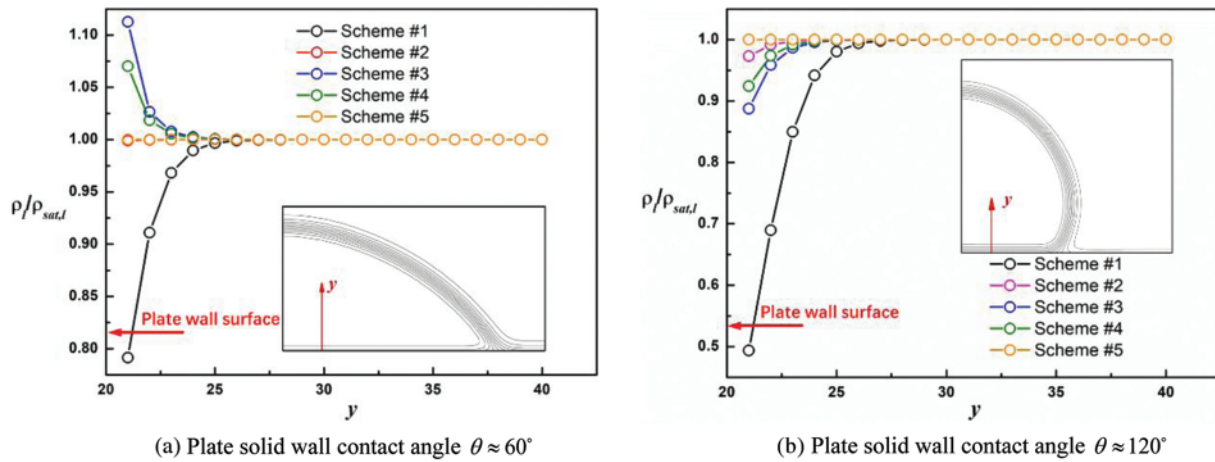 1.10
1.05
1.00
0.95
0.90
0.85
0.80
ρl/ρsat,l
Scheme #1
Scheme #2
Scheme #3
Scheme #4
Scheme #5
y
Plate wall surface
20 25 30 35 40
y
(a) Plate solid wall contact angle θ ≈ 60°
1.0
0.9
0.8
0.7
0.6
0.5
ρl/ρsat,l
y
Scheme #1
Scheme #2
Scheme #3
Scheme #4
Scheme #5
Plate wall surface
20 25 30 35 40
y
(b) Plate solid wall contact angle θ ≈ 120°